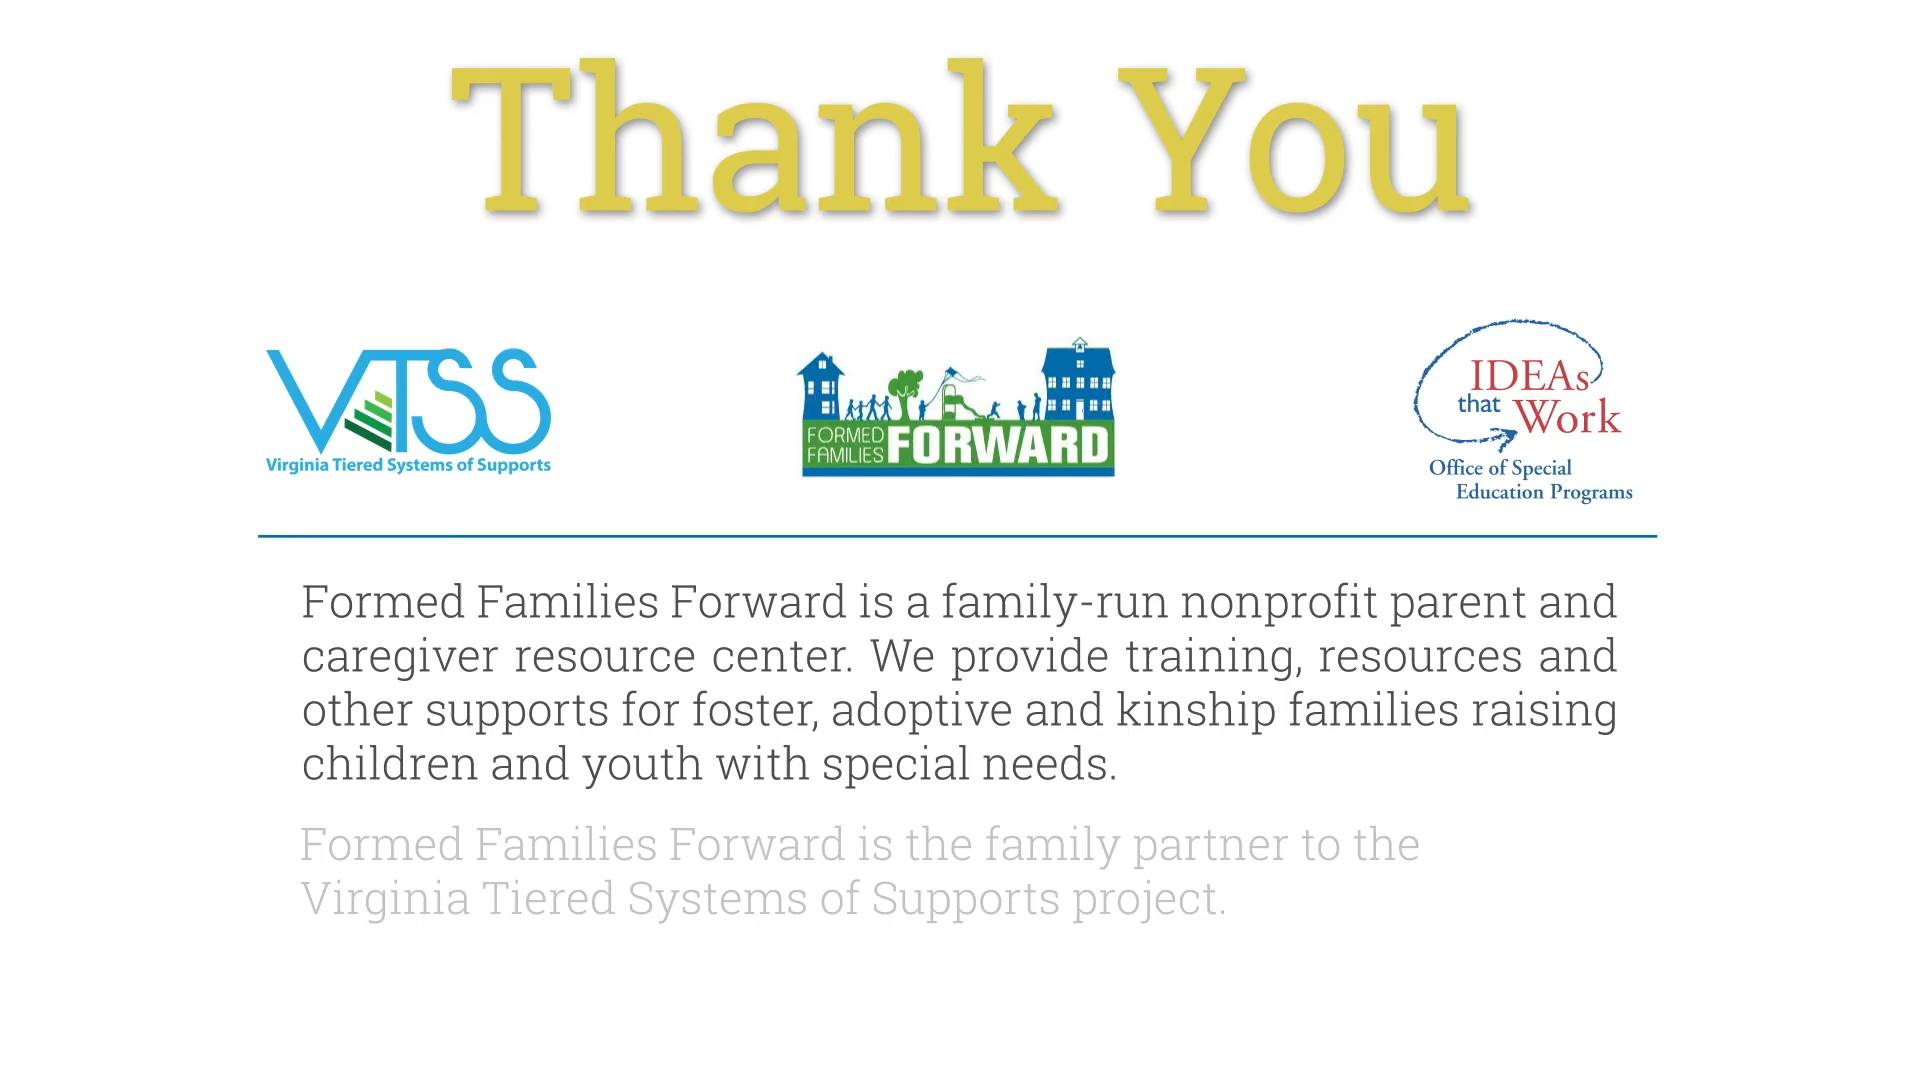 Thank You
VTSS
Virginia Tiered Systems of Supports
FORMED
FAMILIES
FORWARD
IDEAs
that Work
Office of Special
Education Programs
Formed Families Forward is a family-run nonprofit parent and
caregiver resource center. We provide training, resources and
other supports for foster, adoptive and kinship families raising
children and youth with special needs.
Formed Families Forward is the family partner to the
Virginia Tiered Systems of Supports project.